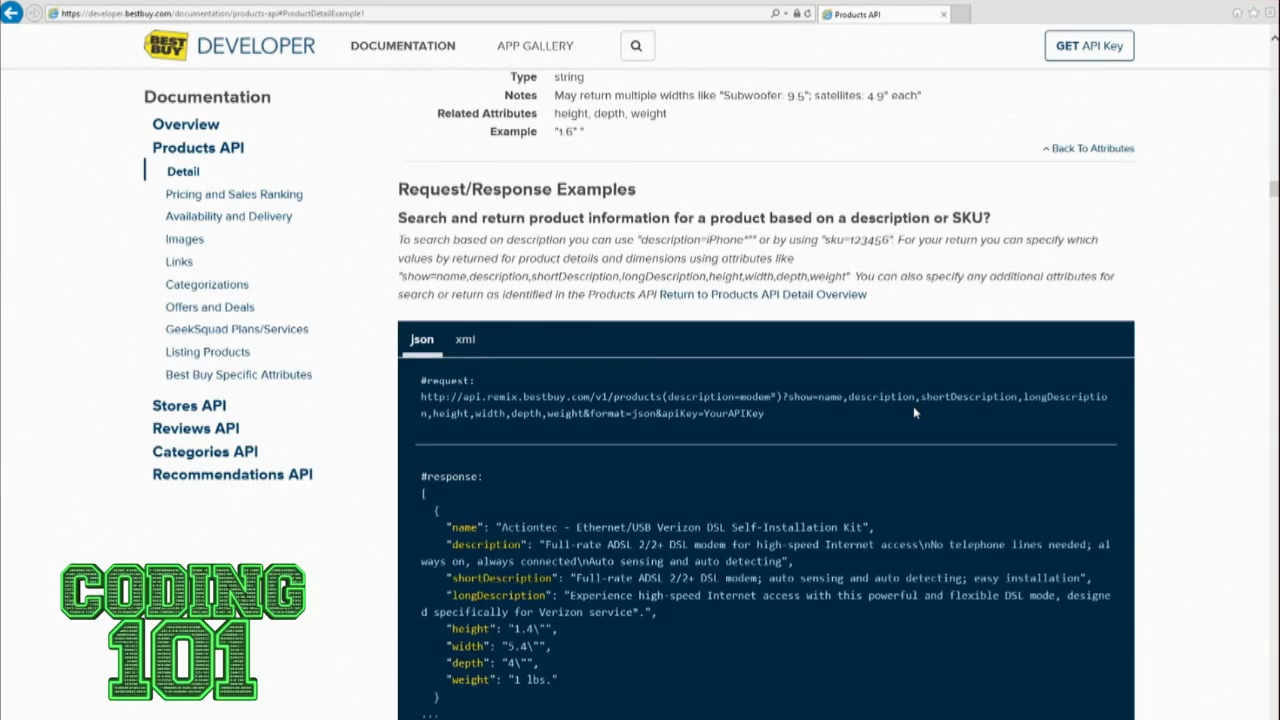 https://developer.bestbuy.com/documentation/products-api#ProductDetailExample1
Products API
BEST BUY
DEVELOPER
DOCUMENTATION
APP GALLERY
GET API Key
Documentation
Overview
Products API
Detail
Pricing and Sales Ranking
Availability and Delivery
Images
Links
Categorizations
Offers and Deals
GeekSquad Plans/Services
Listing Products
Best Buy Specific Attributes
Stores API
Reviews API
Categories API
Recommendations API
Type string
Notes May return multiple widths like "Subwoofer: 9.5"; satellites: 4.9" each"
Related Attributes height, depth, weight
Example "1.6" "
^ Back To Attributes
Request/Response Examples
Search and return product information for a product based on a description or SKU?
To search based on description you can use "description=iPhone*"" or by using "sku=123456". For your return you can specify which
values by returned for product details and dimensions using attributes like
"show=name,description,shortDescription,longDescription,height,width,depth,weight" You can also specify any additional attributes for
search or return as identified in the Products API Return to Products API Detail Overview
json xml
#request:
http://api.remix.bestbuy.com/v1/products(description=modem*)?show=name,description,shortDescription,longDescriptio
n,height,width,depth,weight&format=json&apiKey=YourAPIKey
#response:
[
{
"name": "Actiontec - Ethernet/USB Verizon DSL Self-Installation Kit",
"description": "Full-rate ADSL 2/2+ DSL modem for high-speed Internet access\nNo telephone lines needed; al
ways on, always connected\nAuto sensing and auto detecting",
"shortDescription": "Full-rate ADSL 2/2+ DSL modem; auto sensing and auto detecting; easy installation",
"longDescription": "Experience high-speed Internet access with this powerful and flexible DSL mode, designe
d specifically for Verizon service*.",
"height": "1.4\"",
"width": "5.4\"",
"depth": "4\"",
"weight": "1 lbs."
}
...
CODING
101